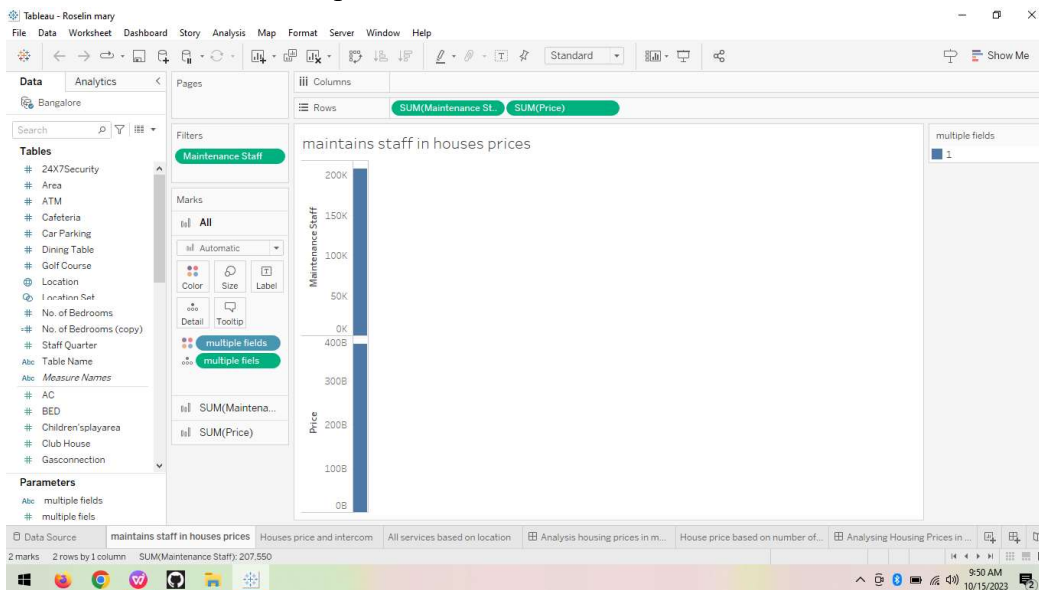 Tableau - Roselin mary
File Data Worksheet Dashboard Story Analysis Map Format Server Window Help
Standard
Show Me
Data Analytics
Bangalore
Search
Tables
# 24X7Security
# Area
# ATM
# Cafeteria
# Car Parking
# Dining Table
# Golf Course
Location
Location Set
# No. of Bedrooms
=# No. of Bedrooms (copy)
# Staff Quarter
Abc Table Name
Abc Measure Names
# AC
# BED
# Children'splayarea
# Club House
# Gasconnection
Parameters
Abc multiple fields
# multiple fiels
Pages
Filters
Maintenance Staff
Marks
All
Automatic
Color Size Label
Detail Tooltip
multiple fields
multiple fiels
SUM(Maintena...
SUM(Price)
Columns
Rows SUM(Maintenance St.. SUM(Price)
maintains staff in houses prices
Maintenance Staff
200K
150K
100K
50K
0K
Price
400B
300B
200B
100B
0B
multiple fields
1
Data Source maintains staff in houses prices Houses price and intercom All services based on location Analysis housing prices in m... House price based on number of... Analysing Housing Prices in ...
2 marks 2 rows by 1 column SUM(Maintenance Staff): 207,550
9:50 AM
10/15/2023
2